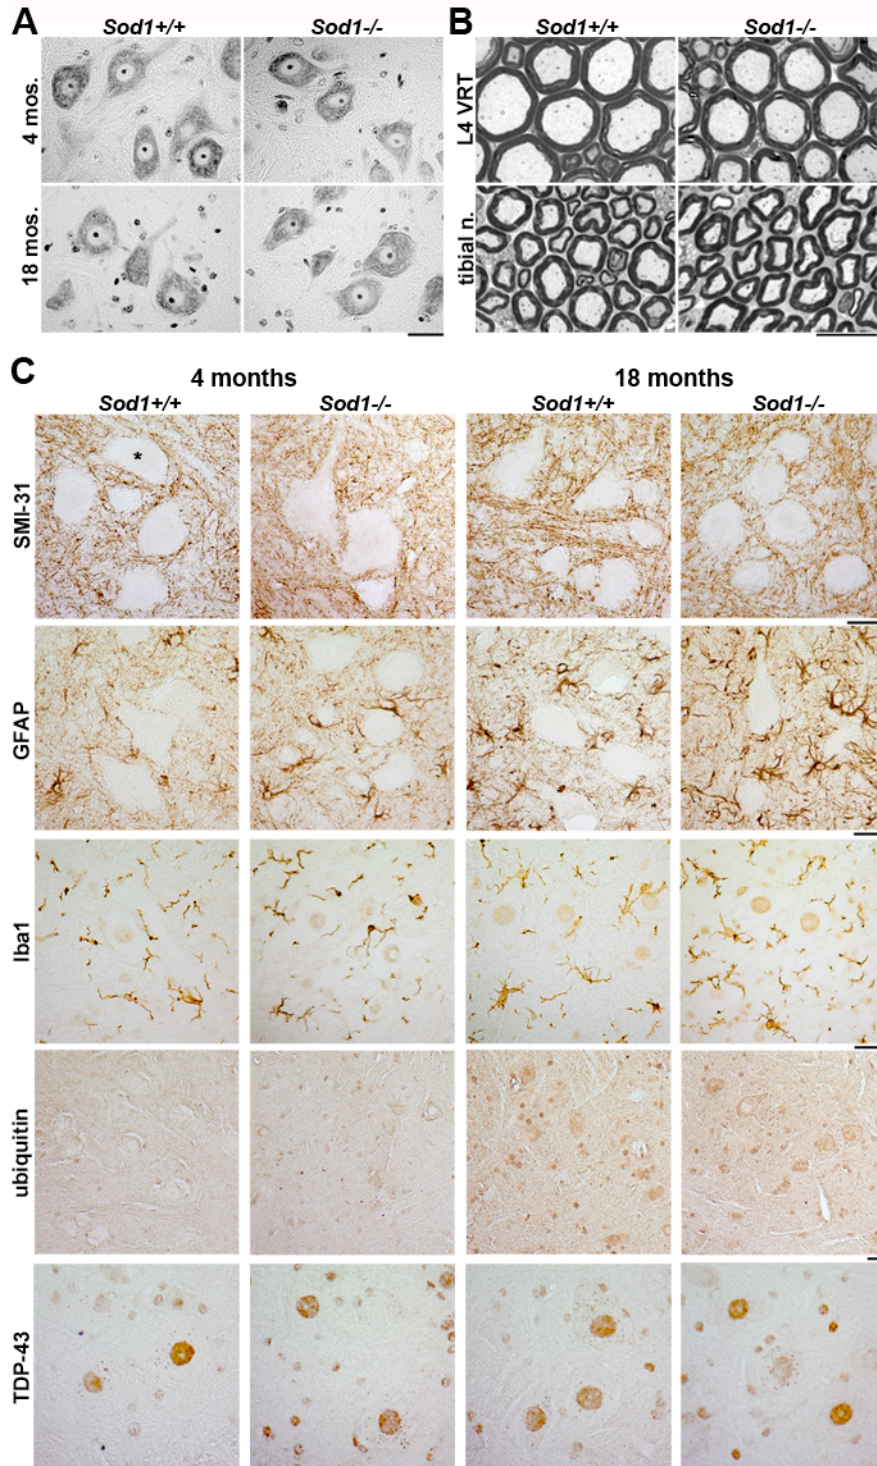 A
Sod1+/+ Sod1-/-
4 mos.
18 mos.
B
Sod1+/+ Sod1-/-
L4 VRT
tibial n.
C
4 months 18 months
Sod1+/+ Sod1-/- Sod1+/+ Sod1-/-
SMI-31
*
GFAP
Iba1
ubiquitin
TDP-43